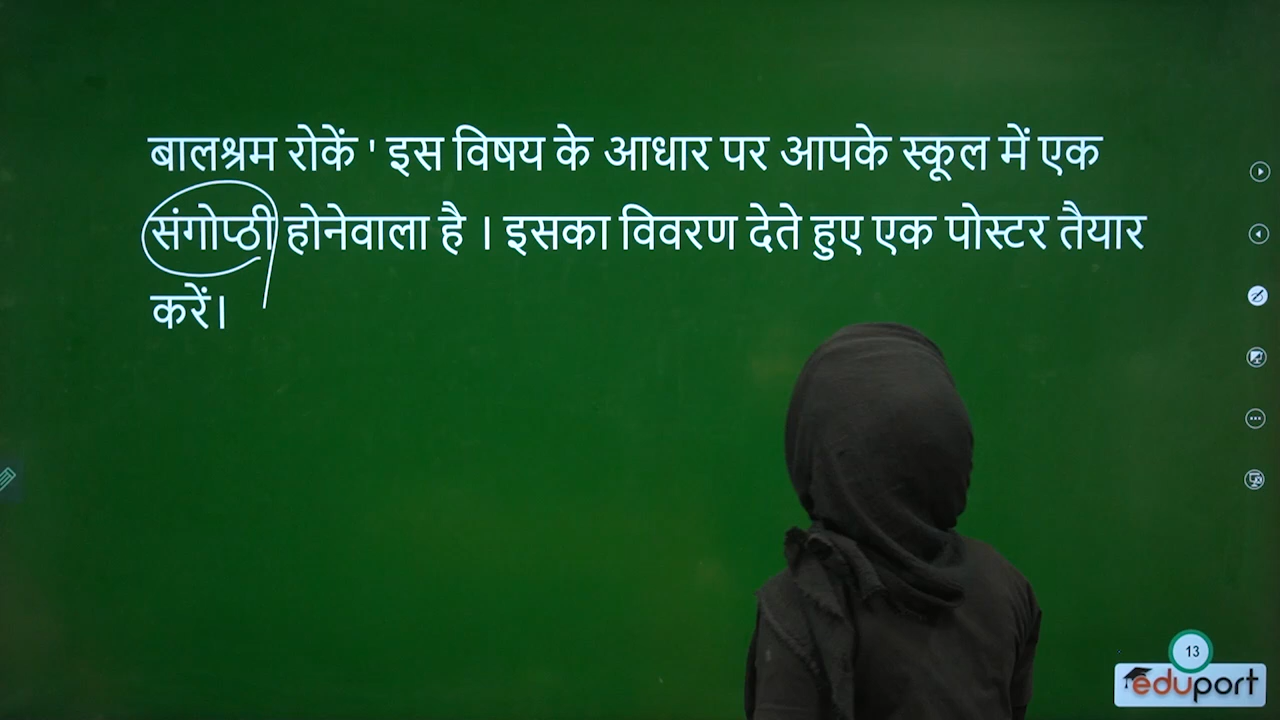 बालश्रम रोकें ' इस विषय के आधार पर आपके स्कूल में एक
संगोप्ठी होनेवाला है । इसका विवरण देते हुए एक पोस्टर तैयार
करें।
13
eduport